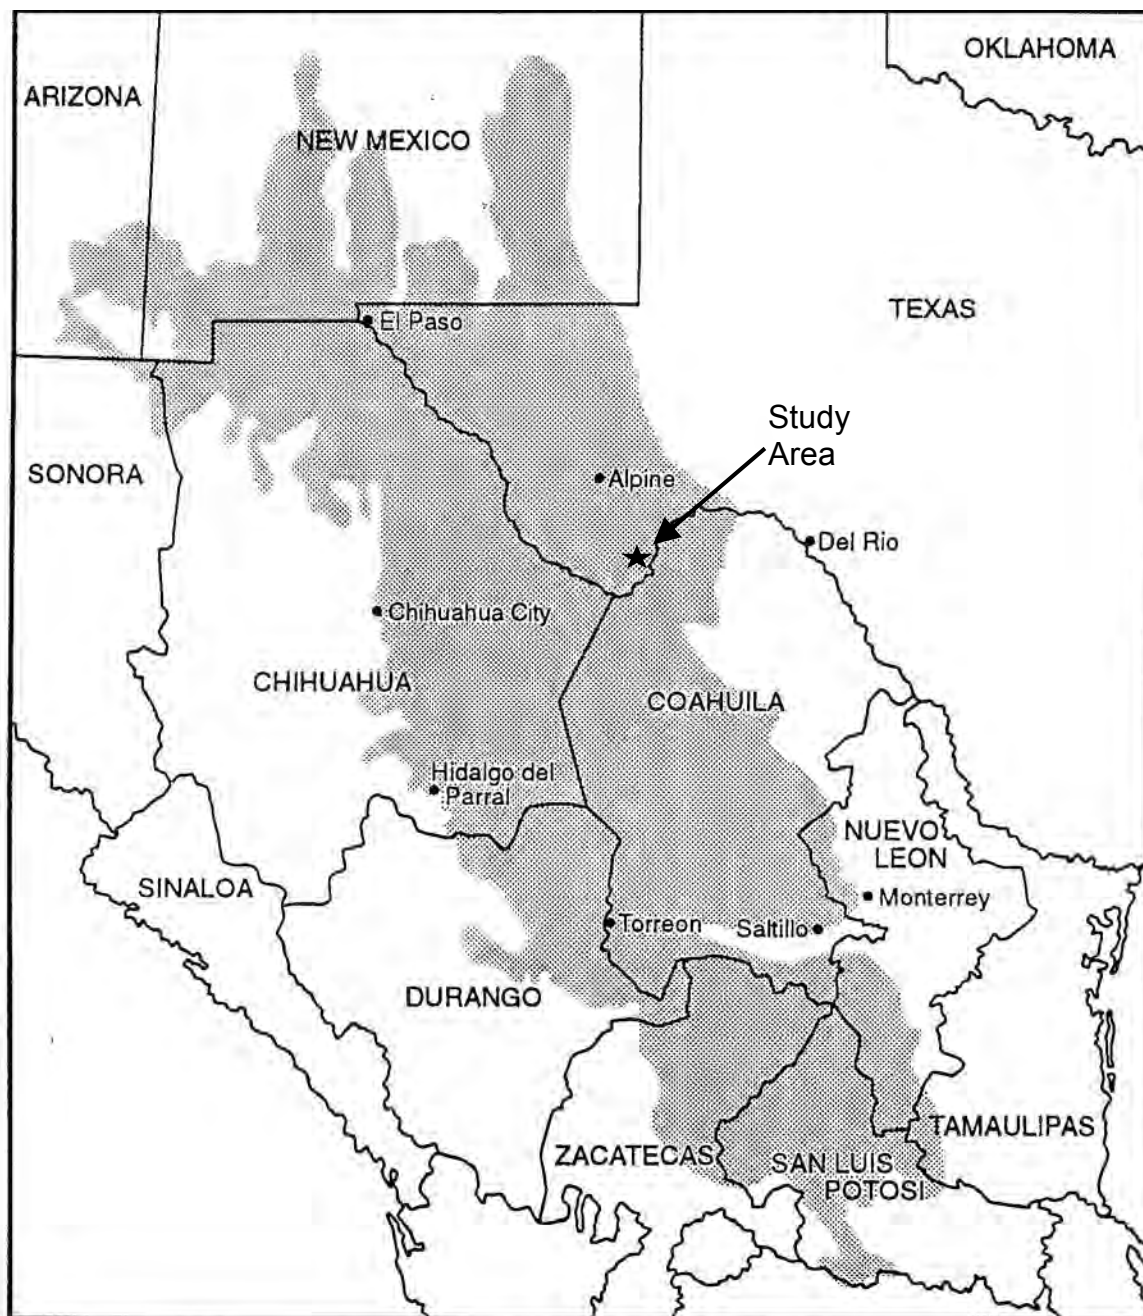 OKLAHOMA
ARIZONA
NEW MEXICO
TEXAS
El Paso
Study
Area
SONORA
Alpine
Del Rio
Chihuahua City
CHIHUAHUA
COAHUILA
Hidalgo del
Parral
NUEVO
LEON
SINALOA
Monterrey
Torreon
Saltillo
DURANGO
TAMAULIPAS
ZACATECAS
SAN LUIS
POTOSI